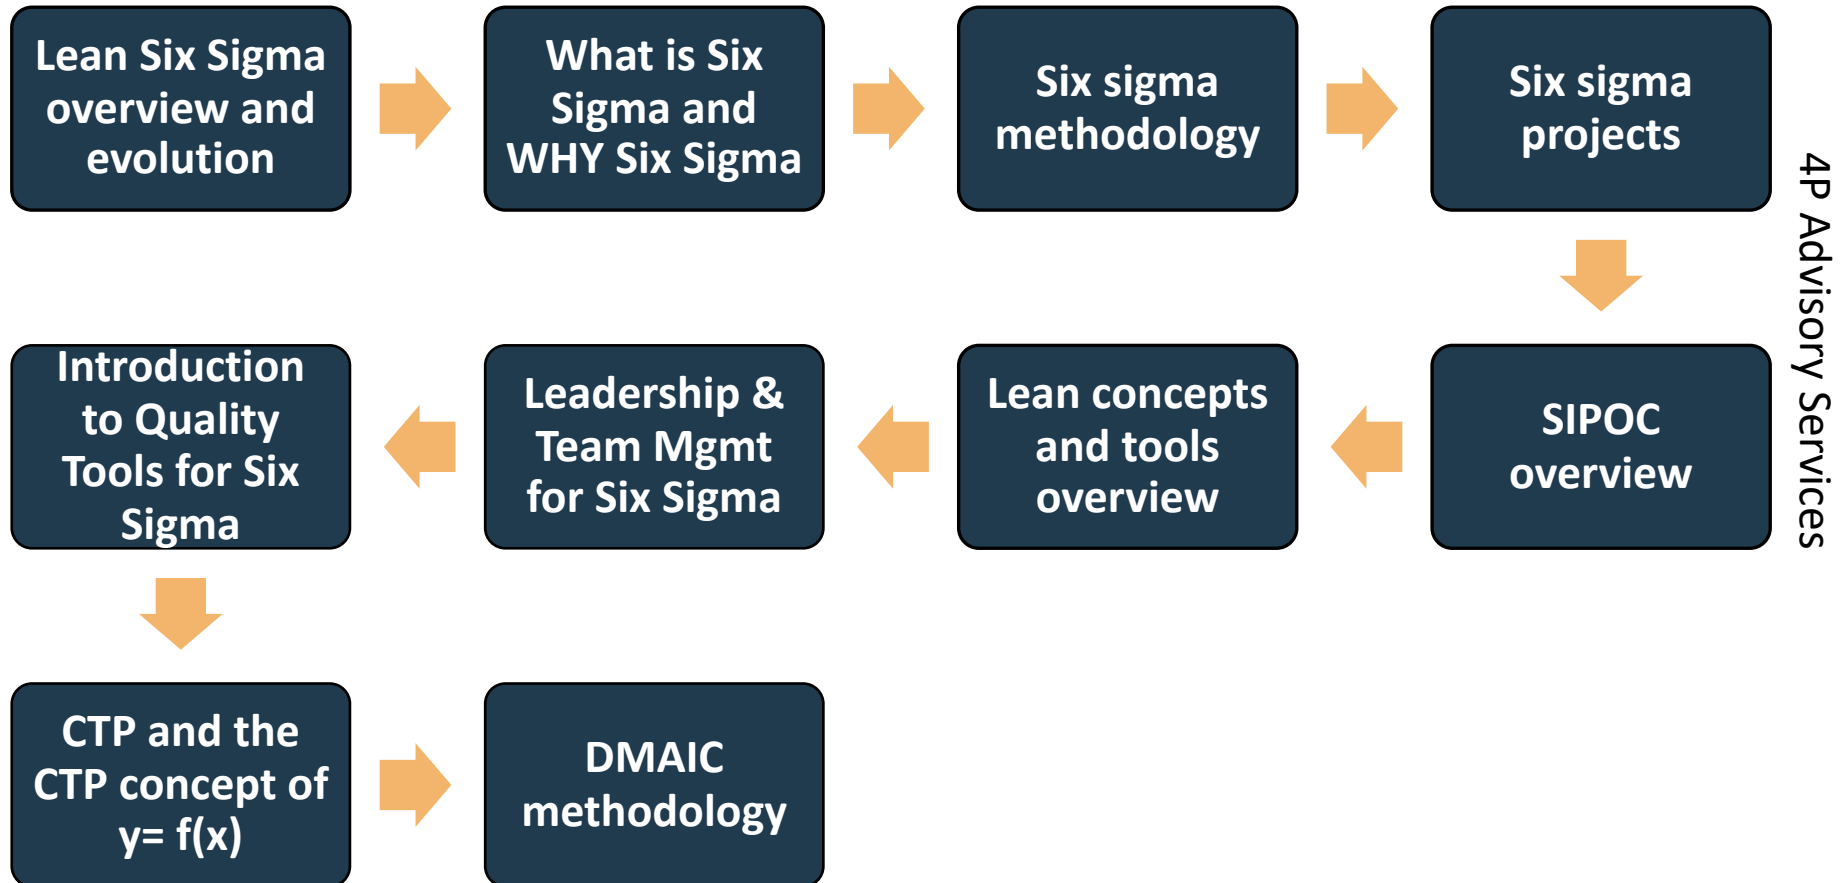 Lean Six Sigma
overview and
evolution
What is Six
Sigma and
WHY Six Sigma
Six sigma
methodology
Six sigma
projects
SIPOC
overview
Lean concepts
and tools
overview
Leadership &
Team Mgmt
for Six Sigma
Introduction
to Quality
Tools for Six
Sigma
CTP and the
CTP concept of
y= f(x)
DMAIC
methodology
4P Advisory Services